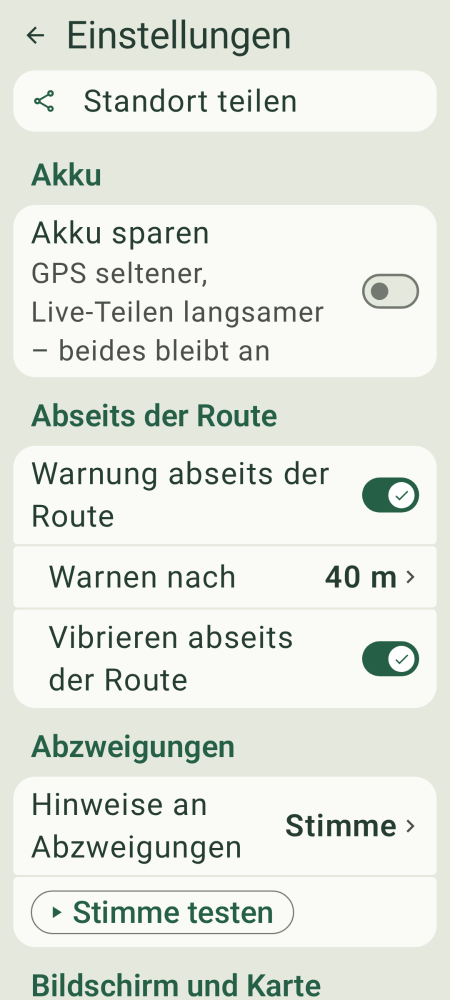 Einstellungen
Standort teilen
Akku
Akku sparen
GPS seltener,
Live-Teilen langsamer
– beides bleibt an
Abseits der Route
Warnung abseits der
Route
Warnen nach 40 m
Vibrieren abseits
der Route
Abzweigungen
Hinweise an
Abzweigungen
Stimme
Stimme testen
Bildschirm und Karte